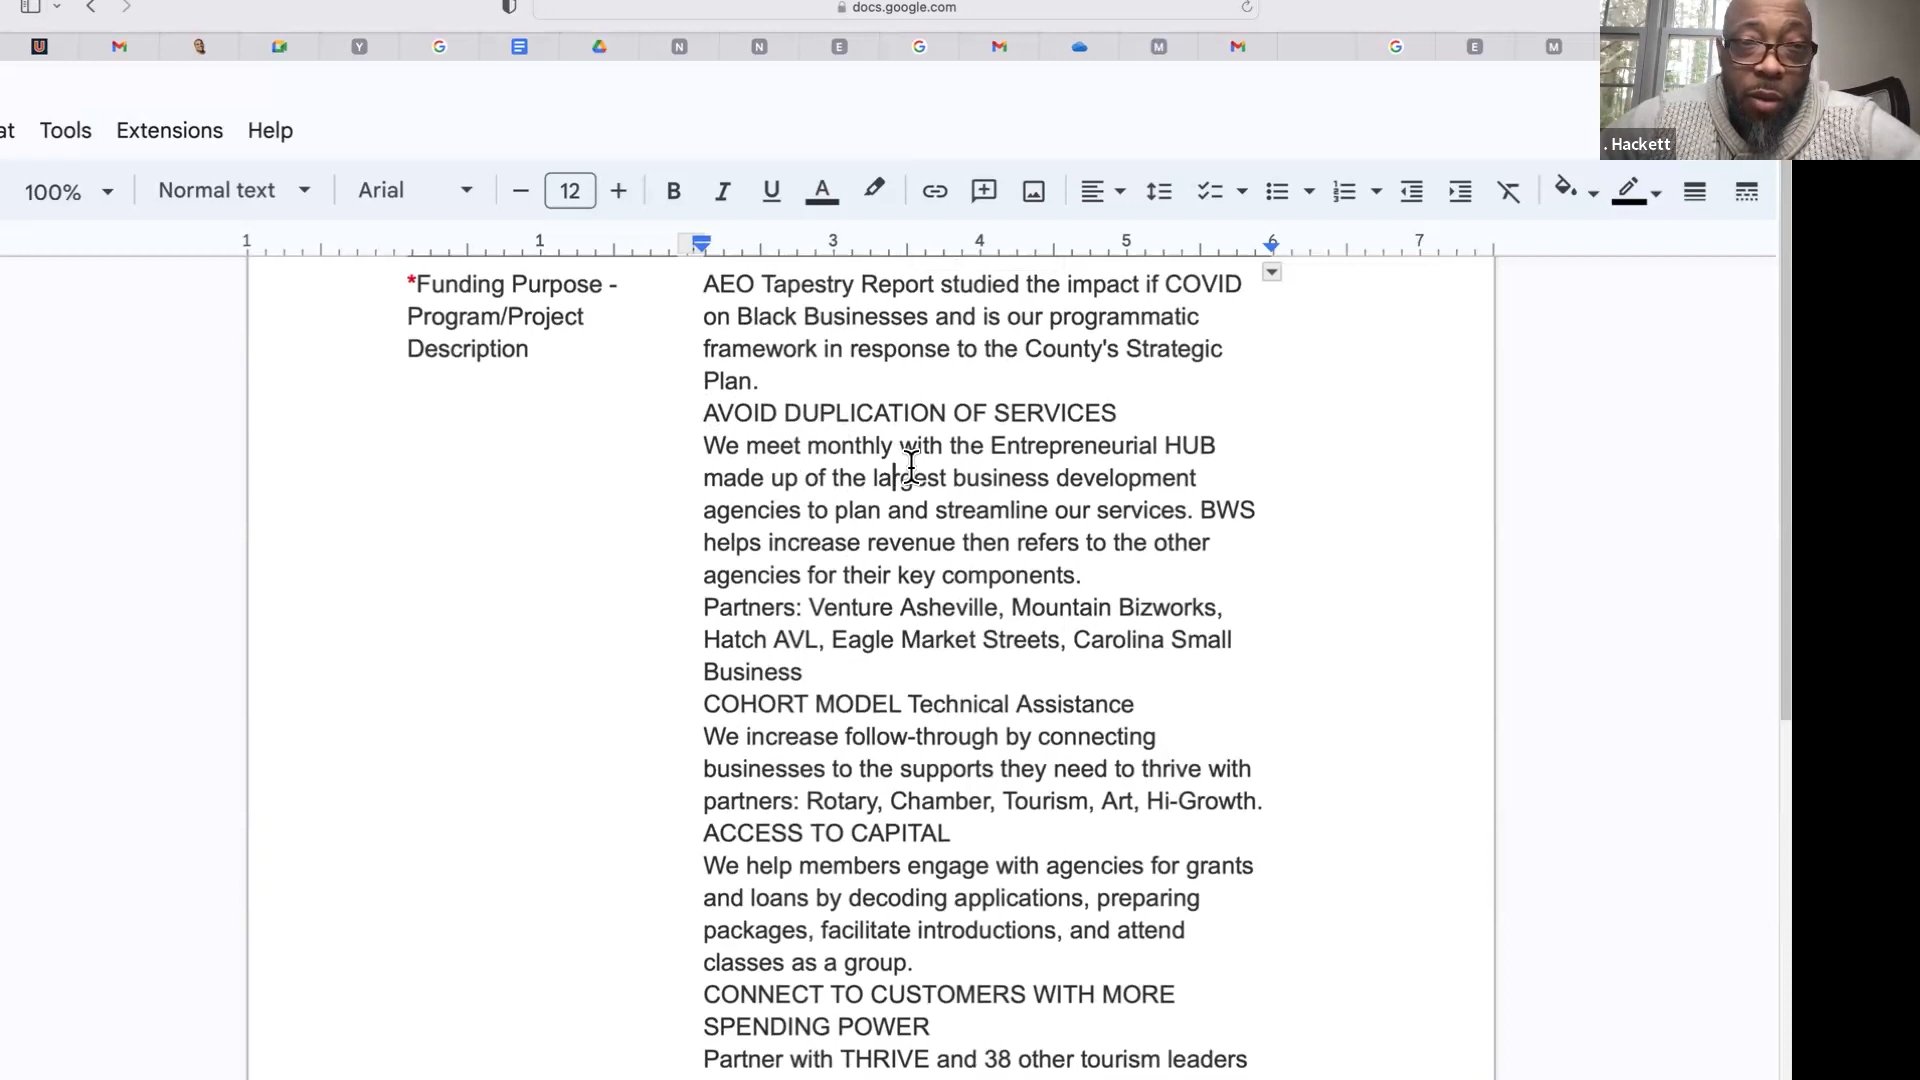 docs.google.com
U
Y
G
N
N
E
G
M
G
E
M
. Hackett
at Tools Extensions Help
100% Normal text Arial 12 B I U A
1 1 3 4 5 6 7
*Funding Purpose -
Program/Project
Description
AEO Tapestry Report studied the impact if COVID
on Black Businesses and is our programmatic
framework in response to the County's Strategic
Plan.
AVOID DUPLICATION OF SERVICES
We meet monthly with the Entrepreneurial HUB
made up of the largest business development
agencies to plan and streamline our services. BWS
helps increase revenue then refers to the other
agencies for their key components.
Partners: Venture Asheville, Mountain Bizworks,
Hatch AVL, Eagle Market Streets, Carolina Small
Business
COHORT MODEL Technical Assistance
We increase follow-through by connecting
businesses to the supports they need to thrive with
partners: Rotary, Chamber, Tourism, Art, Hi-Growth.
ACCESS TO CAPITAL
We help members engage with agencies for grants
and loans by decoding applications, preparing
packages, facilitate introductions, and attend
classes as a group.
CONNECT TO CUSTOMERS WITH MORE
SPENDING POWER
Partner with THRIVE and 38 other tourism leaders